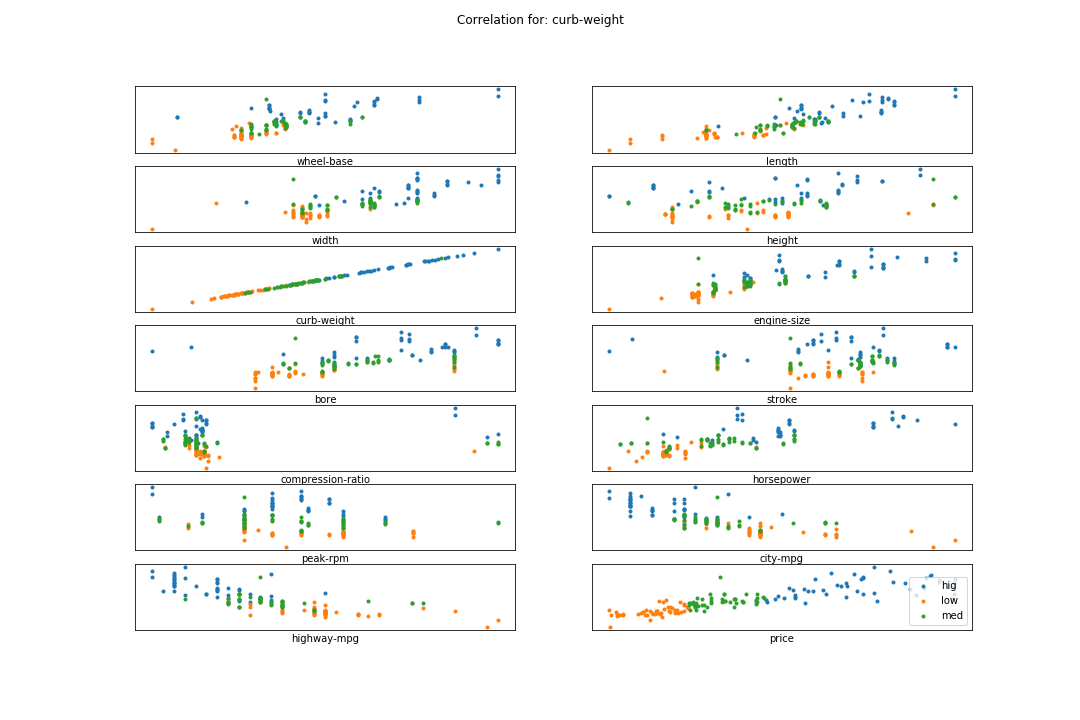 Correlation for: curb-weight
wheel-base
length
width
height
curb-weight
engine-size
bore
stroke
compression-ratio
horsepower
peak-rpm
city-mpg
highway-mpg
price
hig
low
med